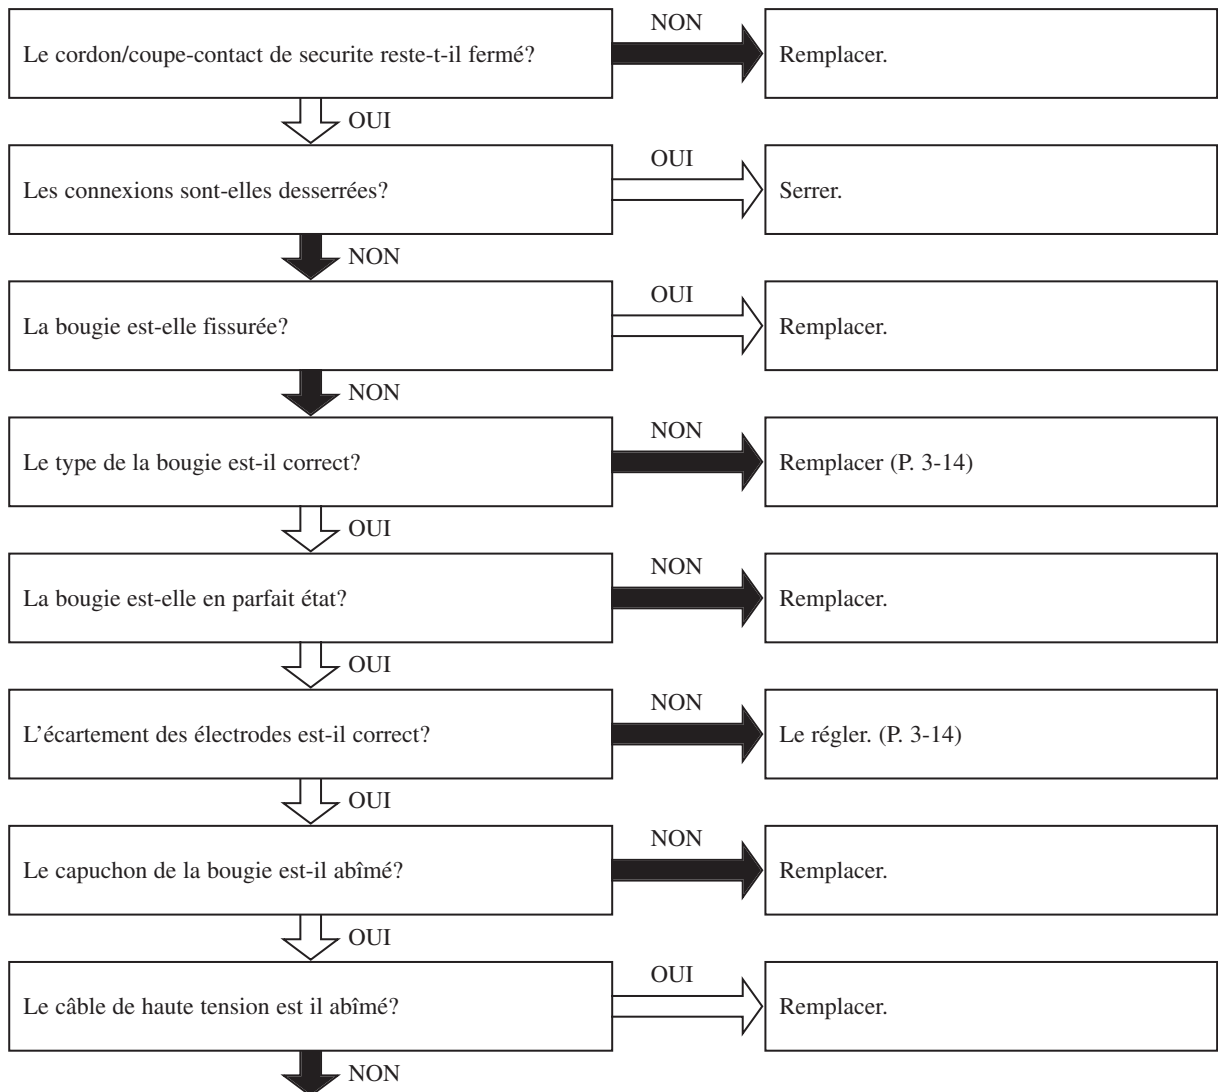 NON
Le cordon/coupe-contact de securite reste-t-il fermé?
Remplacer.
OUI
OUI
Les connexions sont-elles desserrées?
Serrer.
NON
OUI
La bougie est-elle fissurée?
Remplacer.
NON
NON
Le type de la bougie est-il correct?
Remplacer (P. 3-14)
OUI
NON
La bougie est-elle en parfait état?
Remplacer.
OUI
NON
L'écartement des électrodes est-il correct?
Le régler. (P. 3-14)
OUI
NON
Le capuchon de la bougie est-il abîmé?
Remplacer.
OUI
OUI
Le câble de haute tension est il abîmé?
Remplacer.
NON